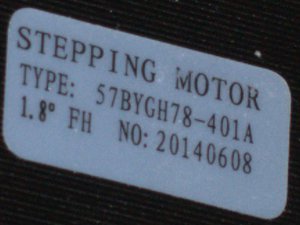 STEPPING MOTOR
TYPE: 57BYGH78-401A
1.8° FH NO: 20140608